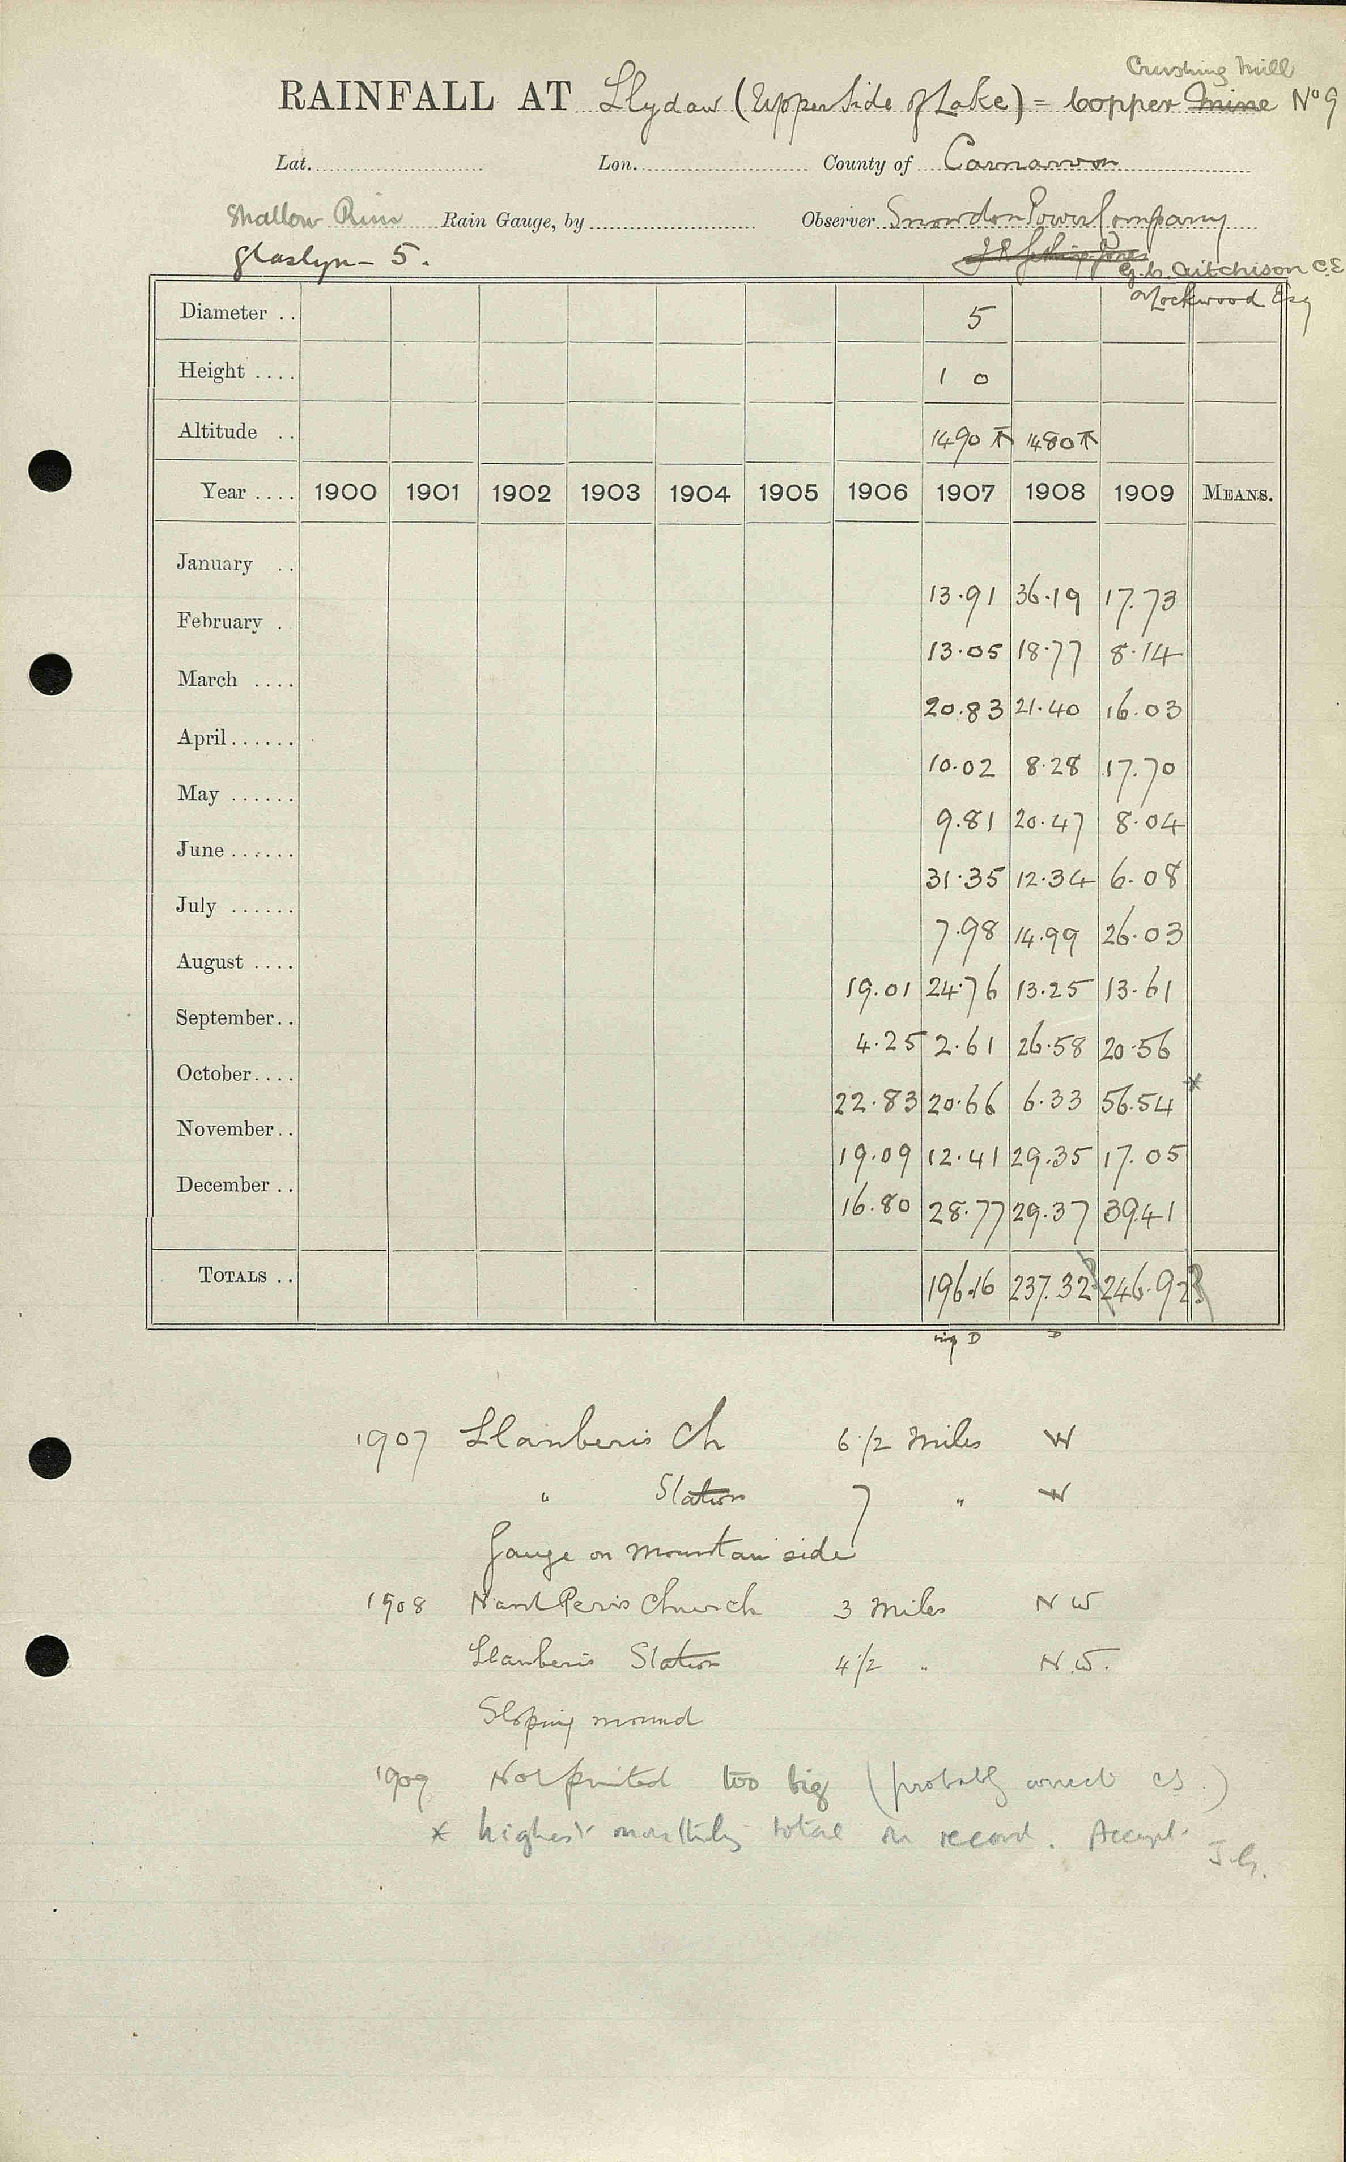 Crushing Mill
RAINFALL AT Llydaw (Upper Side of Lake) = Copper Mine No 9
Lat. Lon. County of Carnarvon
Shallow Rim Rain Gauge, by Observer Snowdon Power Company
Glaslyn - 5.
G. C. Aitchison C.E
Lockwood Esq
Diameter .. 5
Height .... 1 0
Altitude .. 1490 1480
Year .... 1900 1901 1902 1903 1904 1905 1906 1907 1908 1909 MEANS.
January .. 13.91 36.19 17.73
February . 13.05 18.77 8.14
March .... 20.83 21.40 16.03
April...... 10.02 8.28 17.70
May ...... 9.81 20.47 8.04
June ...... 31.35 12.34 6.08
July ...... 7.98 14.99 26.03
August .... 19.01 24.76 13.25 13.61
September.. 4.25 2.61 26.58 20.56
October.... 22.83 20.66 6.33 56.54 *
November.. 19.09 12.41 29.35 17.05
December .. 16.80 28.77 29.37 39.41
TOTALS .. 196.16 237.32 246.92
D D
1907 Llanberis Ch 6 1/2 Miles W
" Station 7 " W
Gauge on mountain side
1908 Nant Peris Church 3 Miles N W
Llanberis Station 4 1/2 " N.W.
Sloping mound
1909 Not printed too big (probably correct CS.)
* highest monthly total on record. Accept. J.G.